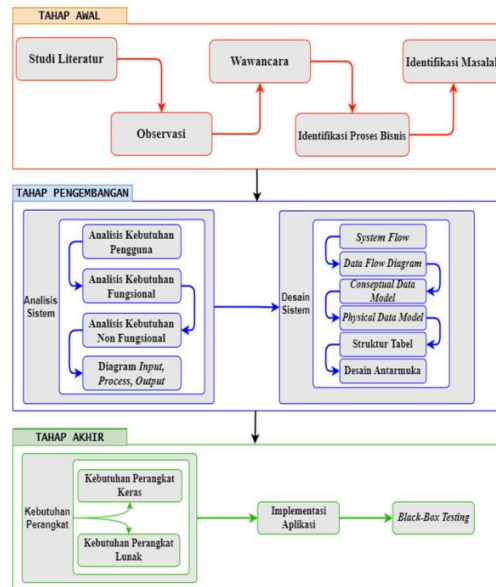 TAHAP AWAL
Studi Literatur
Observasi
Wawancara
Identifikasi Proses Bisnis
Identifikasi Masalah
TAHAP PENGEMBANGAN
Analisis
Sistem
Analisis Kebutuhan
Pengguna
Analisis Kebutuhan
Fungsional
Analisis Kebutuhan
Non Fungsional
Diagram Input,
Process, Output
Desain
Sistem
System Flow
Data Flow Diagram
Conceptual Data
Model
Physical Data Model
Struktur Tabel
Desain Antarmuka
TAHAP AKHIR
Kebutuhan
Perangkat
Kebutuhan Perangkat
Keras
Kebutuhan Perangkat
Lunak
Implementasi
Aplikasi
Black-Box Testing